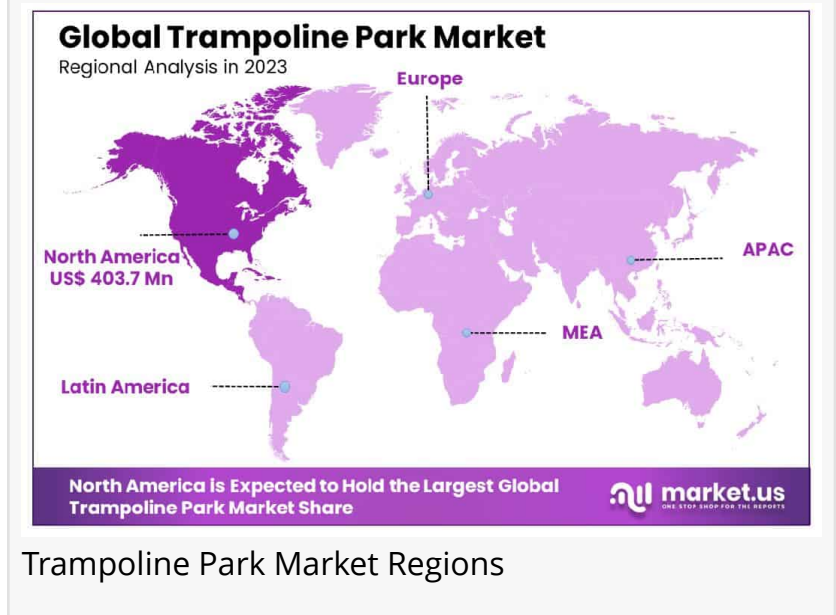 Global Trampoline Park Market
Regional Analysis in 2023
Europe
North America
US$ 403.7 Mn
APAC
MEA
Latin America
North America is Expected to Hold the Largest Global
Trampoline Park Market Share
market.us
ONE STOP SHOP FOR THE REPORTS
Trampoline Park Market Regions